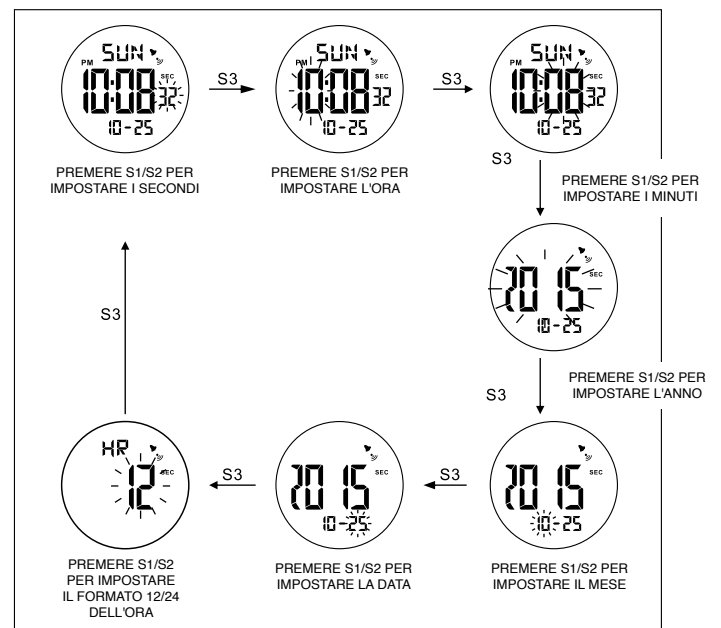 SUN
PM 10:08 SEC 32
10-25
PREMERE S1/S2 PER
IMPOSTARE I SECONDI
S3
SUN
PM 10:08 32
10-25
PREMERE S1/S2 PER
IMPOSTARE L'ORA
S3
SUN
PM 10:08 SEC 32
10-25
S3
PREMERE S1/S2 PER
IMPOSTARE I MINUTI
2015 SEC
10-25
S3
PREMERE S1/S2 PER
IMPOSTARE L'ANNO
2015 SEC
10-25
PREMERE S1/S2 PER
IMPOSTARE IL MESE
S3
2015 SEC
10-25
PREMERE S1/S2 PER
IMPOSTARE LA DATA
S3
HR
12 SEC
PREMERE S1/S2
PER IMPOSTARE
IL FORMATO 12/24
DELL'ORA
S3